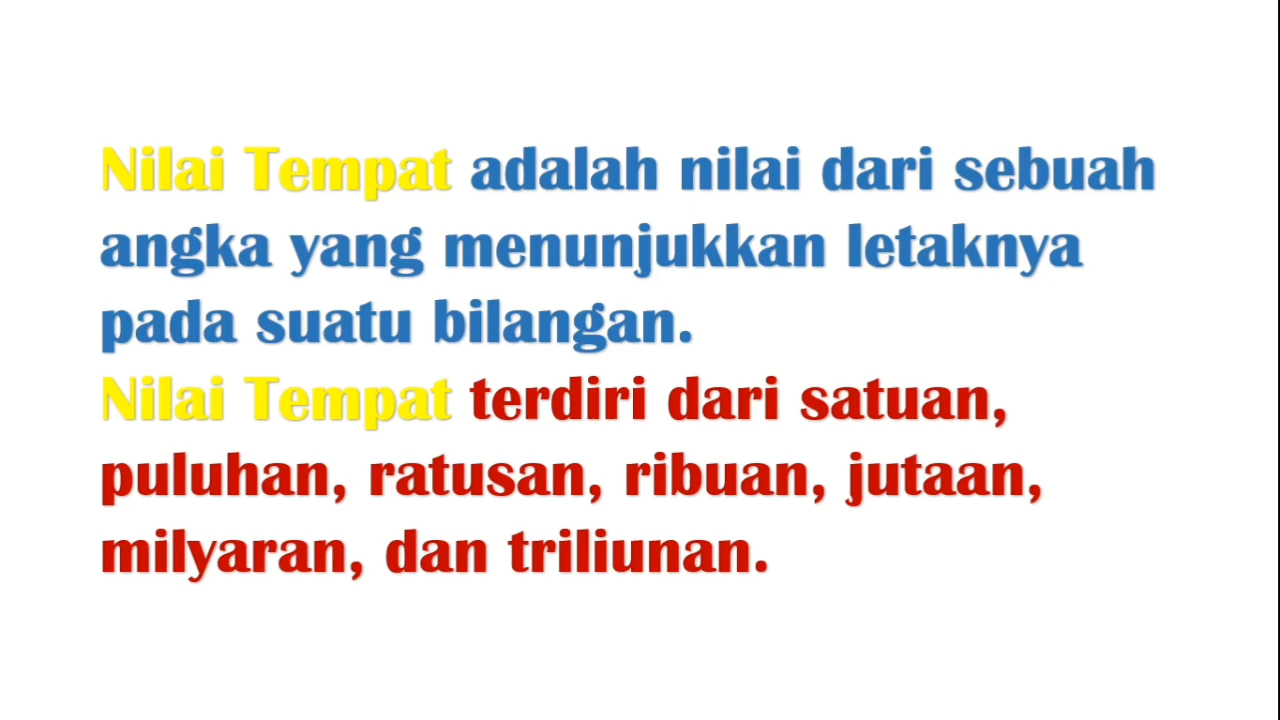 Nilai Tempat adalah nilai dari sebuah
angka yang menunjukkan letaknya
pada suatu bilangan.
Nilai Tempat terdiri dari satuan,
puluhan, ratusan, ribuan, jutaan,
milyaran, dan triliunan.